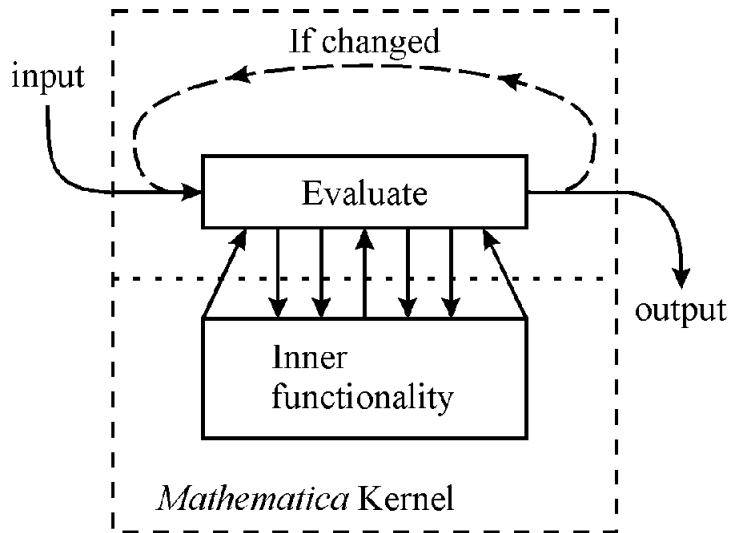 If changed
input
Evaluate
output
Inner
functionality
Mathematica Kernel